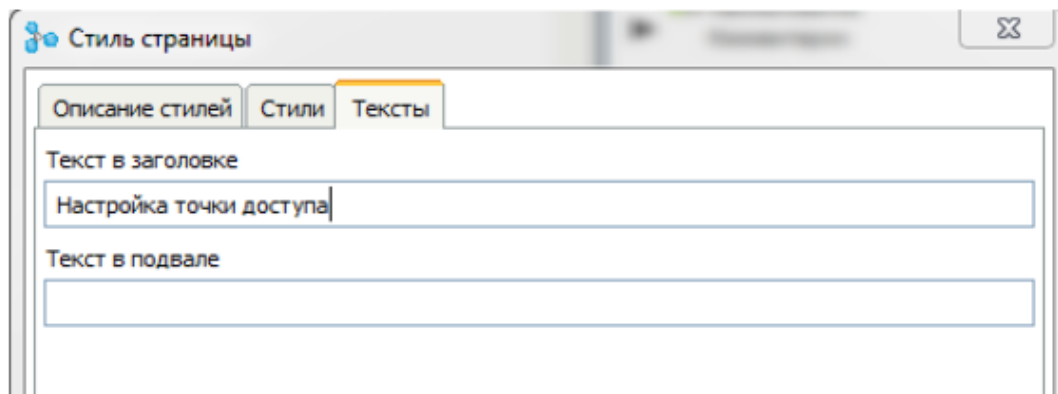 Стиль страницы
Описание стилей Стили Тексты
Текст в заголовке
Настройка точки доступа
Текст в подвале